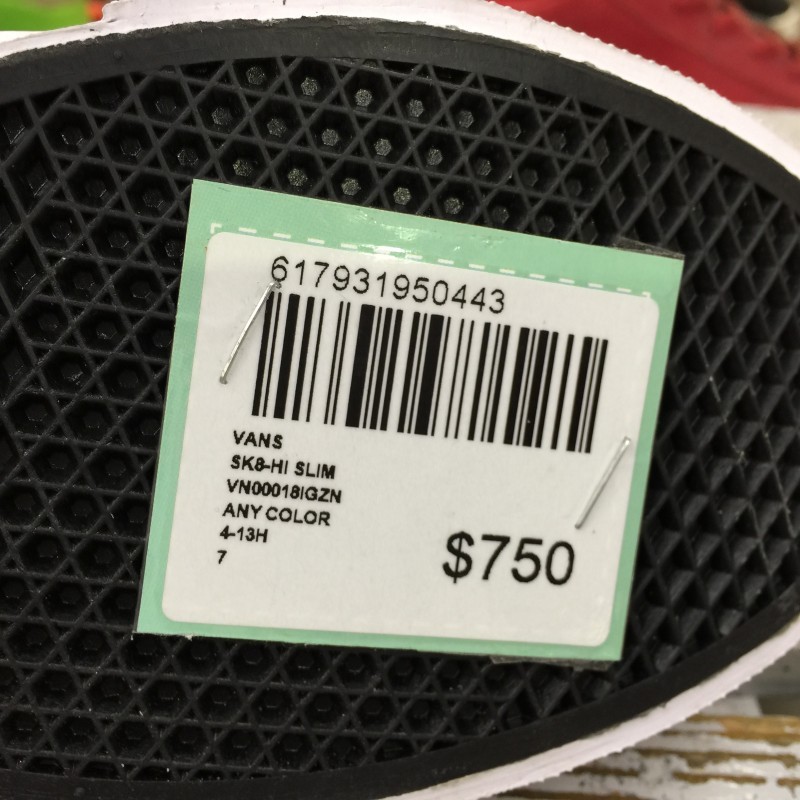 617931950443
VANS
SK8-HI SLIM
VN00018IGZN
ANY COLOR
4-13H
7
$750